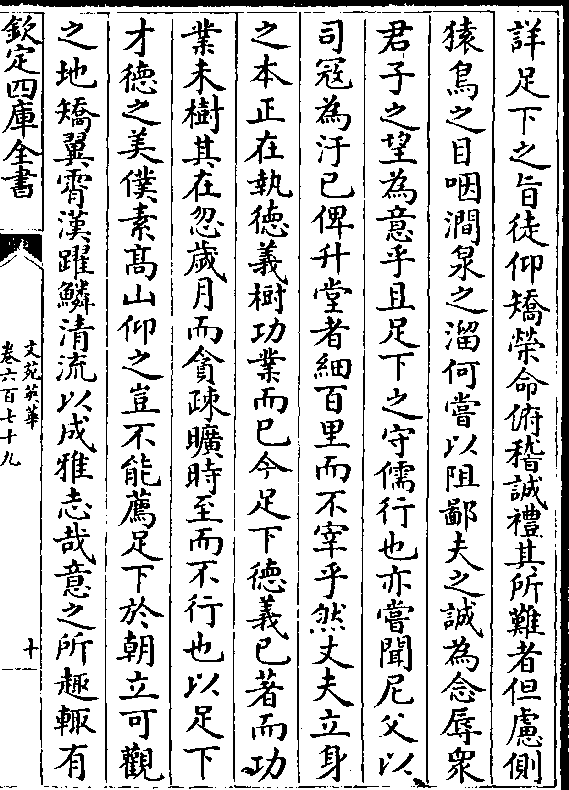 詳足下之旨徒仰矯榮命俯稽誠禮其所難者但慮側
猿鳥之目咽澗泉之溜何嘗以阻鄙夫之誠為念辱衆
君子之望為意乎且足下之守儒行也亦嘗聞尼父以
司冦為汙已俾升堂者細百里而不宰乎然丈夫立身
之本正在執徳義樹功業而已今足下徳義已著而功
業未樹其在忽歳月而貪疎曠時至而不行也以足下
才徳之美僕素髙山仰之豈不能薦足下於朝立可觀
之地矯翼霄漢躍鱗清流以成雅志哉意之所趣輙有
欽定四庫全書
文苑英華
卷六百七十九
十